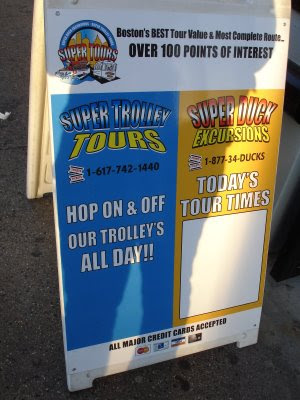 Boston's BEST Tour Value & Most Complete Route...
OVER 100 POINTS OF INTEREST
SUPER TOURS
SUPER TROLLEY
TOURS
1-617-742-1440
HOP ON & OFF
OUR TROLLEY'S
ALL DAY!!
SUPER DUCK
EXCURSIONS
1-877-34-DUCKS
TODAY'S
TOUR TIMES
ALL MAJOR CREDIT CARDS ACCEPTED